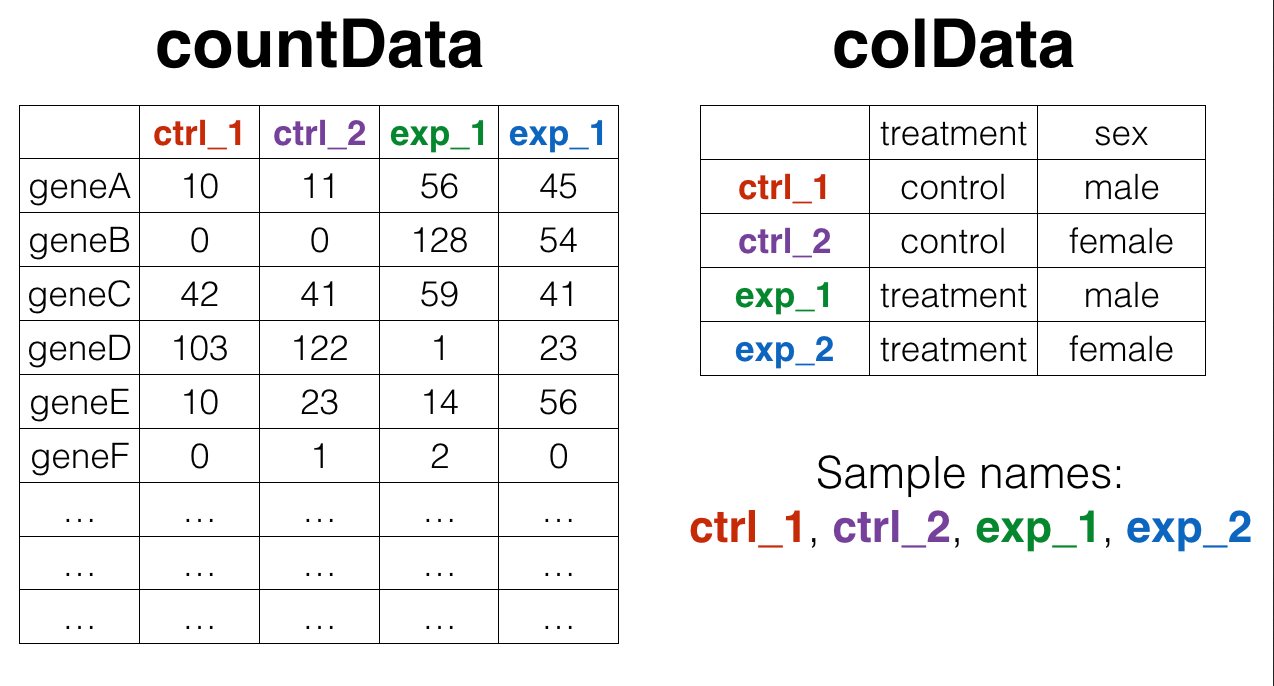 countData
ctrl_1 ctrl_2 exp_1 exp_1
geneA 10 11 56 45
geneB 0 0 128 54
geneC 42 41 59 41
geneD 103 122 1 23
geneE 10 23 14 56
geneF 0 1 2 0
... ... ... ... ...
... ... ... ... ...
... ... ... ... ...
colData
treatment sex
ctrl_1 control male
ctrl_2 control female
exp_1 treatment male
exp_2 treatment female
Sample names:
ctrl_1, ctrl_2, exp_1, exp_2